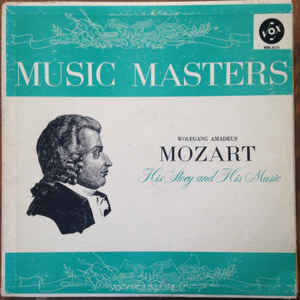 VOX
MUSIC MASTERS
WOLFGANG AMADEUS
MOZART
His Story and His Music